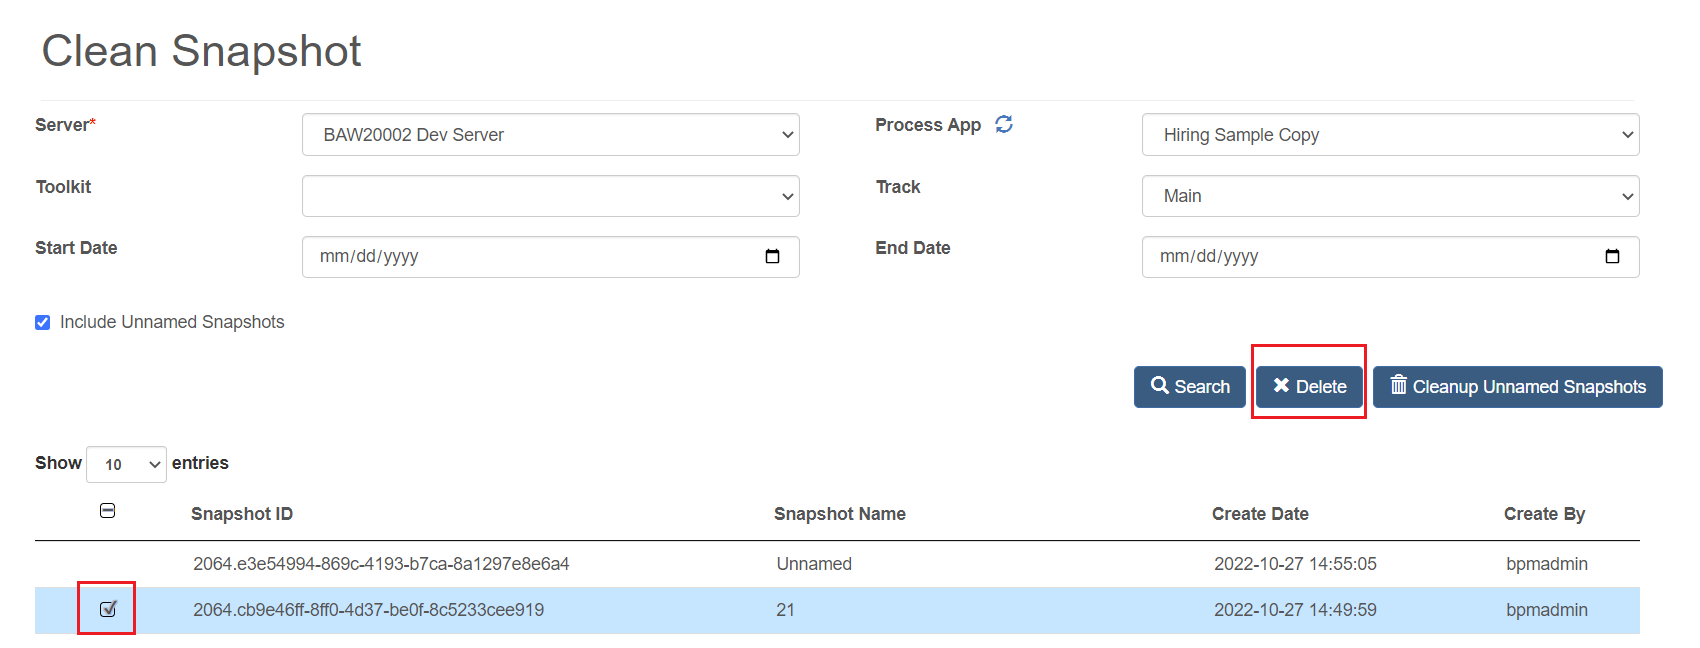 Clean Snapshot
Server* BAW20002 Dev Server Process App Hiring Sample Copy
Toolkit Track Main
Start Date mm/dd/yyyy End Date mm/dd/yyyy
Include Unnamed Snapshots
Search Delete Cleanup Unnamed Snapshots
Show 10 entries
Snapshot ID Snapshot Name Create Date Create By
2064.e3e54994-869c-4193-b7ca-8a1297e8e6a4 Unnamed 2022-10-27 14:55:05 bpmadmin
2064.cb9e46ff-8ff0-4d37-be0f-8c5233cee919 21 2022-10-27 14:49:59 bpmadmin